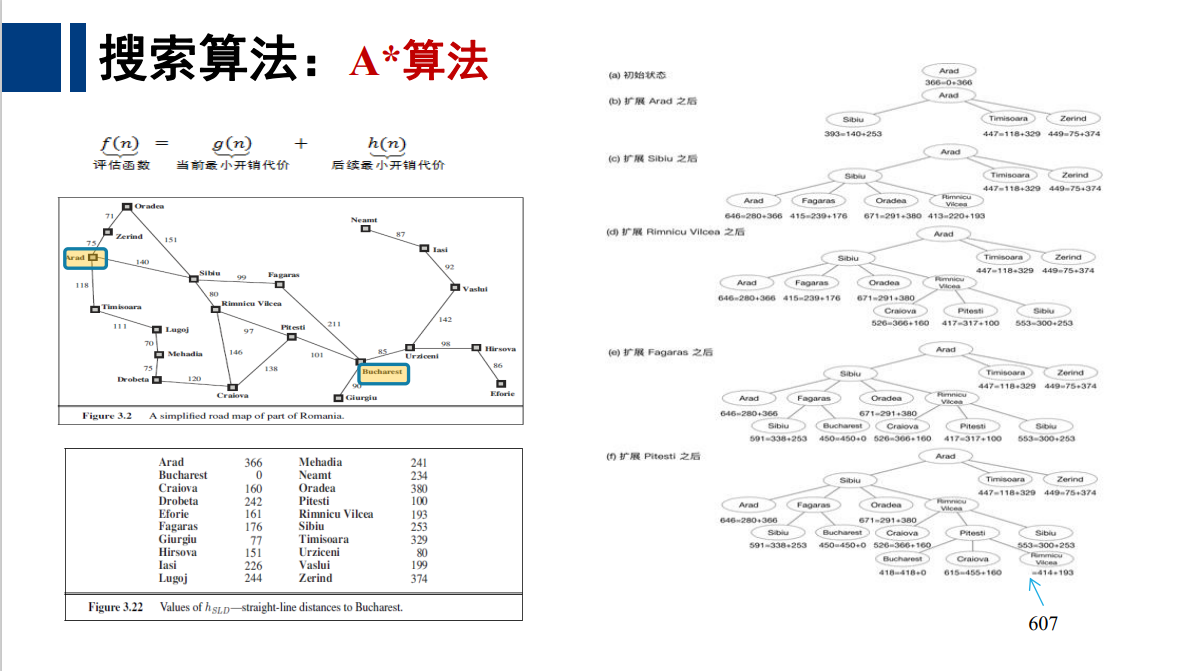 搜索算法：A*算法
f(n) = g(n) + h(n)
评估函数 当前最小开销代价 后续最小开销代价
Oradea
71
Neamt
Zerind
87
75
151
Iasi
Arad
140
92
Sibiu
99
Fagaras
118
80
Vaslui
Timisoara
Rimnicu Vilcea
111
Lugoj
97
Pitesti
211
142
70
98
Hirsova
Mehadia
146
101
85
Urziceni
75
138
86
Bucharest
Drobeta
120
90
Craiova
Giurgiu
Eforie
Figure 3.2 A simplified road map of part of Romania.
Arad 366 Mehadia 241
Bucharest 0 Neamt 234
Craiova 160 Oradea 380
Drobeta 242 Pitesti 100
Eforie 161 Rimnicu Vilcea 193
Fagaras 176 Sibiu 253
Giurgiu 77 Timisoara 329
Hirsova 151 Urziceni 80
Iasi 226 Vaslui 199
Lugoj 244 Zerind 374
Figure 3.22 Values of hSLD—straight-line distances to Bucharest.
(a) 初始状态
Arad
366=0+366
(b) 扩展 Arad 之后
Arad
Sibiu Timisoara Zerind
393=140+253 447=118+329 449=75+374
(c) 扩展 Sibiu 之后
Arad
Sibiu Timisoara Zerind
447=118+329 449=75+374
Arad Fagaras Oradea Rimnicu Vilcea
646=280+366 415=239+176 671=291+380 413=220+193
(d) 扩展 Rimnicu Vilcea 之后
Arad
Sibiu Timisoara Zerind
447=118+329 449=75+374
Arad Fagaras Oradea Rimnicu Vilcea
646=280+366 415=239+176 671=291+380
Craiova Pitesti Sibiu
526=366+160 417=317+100 553=300+253
(e) 扩展 Fagaras 之后
Arad
Sibiu Timisoara Zerind
447=118+329 449=75+374
Arad Fagaras Oradea Rimnicu Vilcea
646=280+366 671=291+380
Sibiu Bucharest Craiova Pitesti Sibiu
591=338+253 450=450+0 526=366+160 417=317+100 553=300+253
(f) 扩展 Pitesti 之后
Arad
Sibiu Timisoara Zerind
447=118+329 449=75+374
Arad Fagaras Oradea Rimnicu Vilcea
646=280+366 671=291+380
Sibiu Bucharest Craiova Pitesti Sibiu
591=338+253 450=450+0 526=366+160 553=300+253
Bucharest Craiova Rimnicu Vilcea
418=418+0 615=455+160 =414+193
607